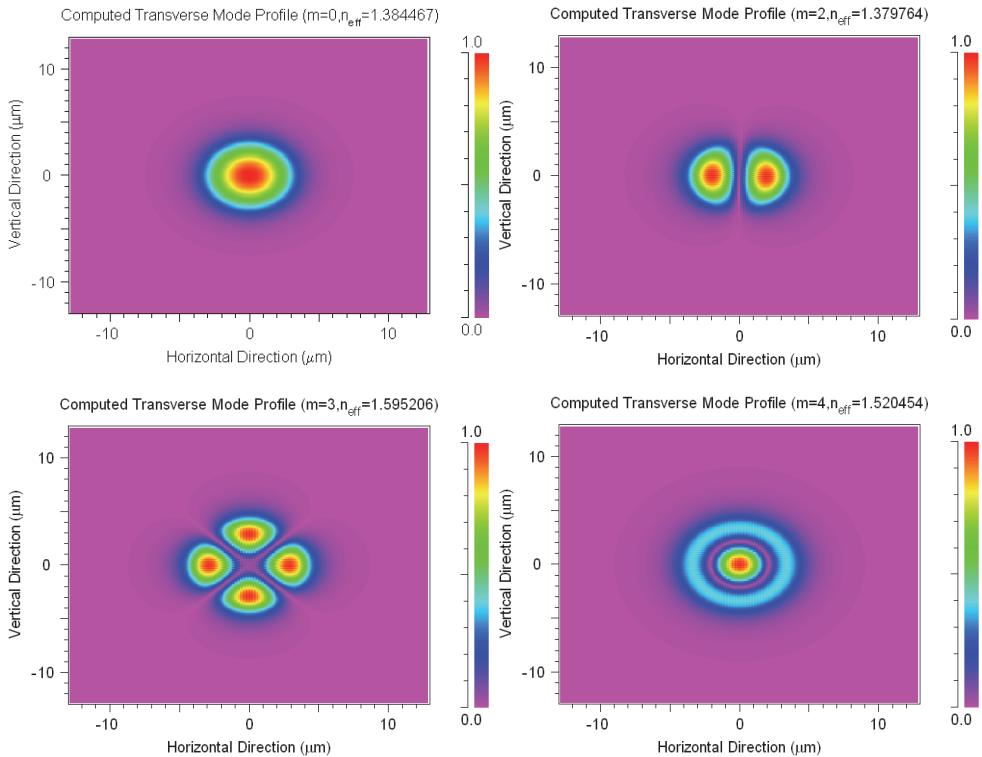 Computed Transverse Mode Profile (m=0,neff=1.384467)
1.0
10
0
-10
Vertical Direction (μm)
0.0
-10 0 10
Horizontal Direction (μm)
Computed Transverse Mode Profile (m=2,neff=1.379764)
1.0
10
0
-10
Vertical Direction (μm)
0.0
-10 0 10
Horizontal Direction (μm)
Computed Transverse Mode Profile (m=3,neff=1.595206)
1.0
10
0
-10
Vertical Direction (μm)
0.0
-10 0 10
Horizontal Direction (μm)
Computed Transverse Mode Profile (m=4,neff=1.520454)
1.0
10
0
-10
Vertical Direction (μm)
0.0
-10 0 10
Horizontal Direction (μm)